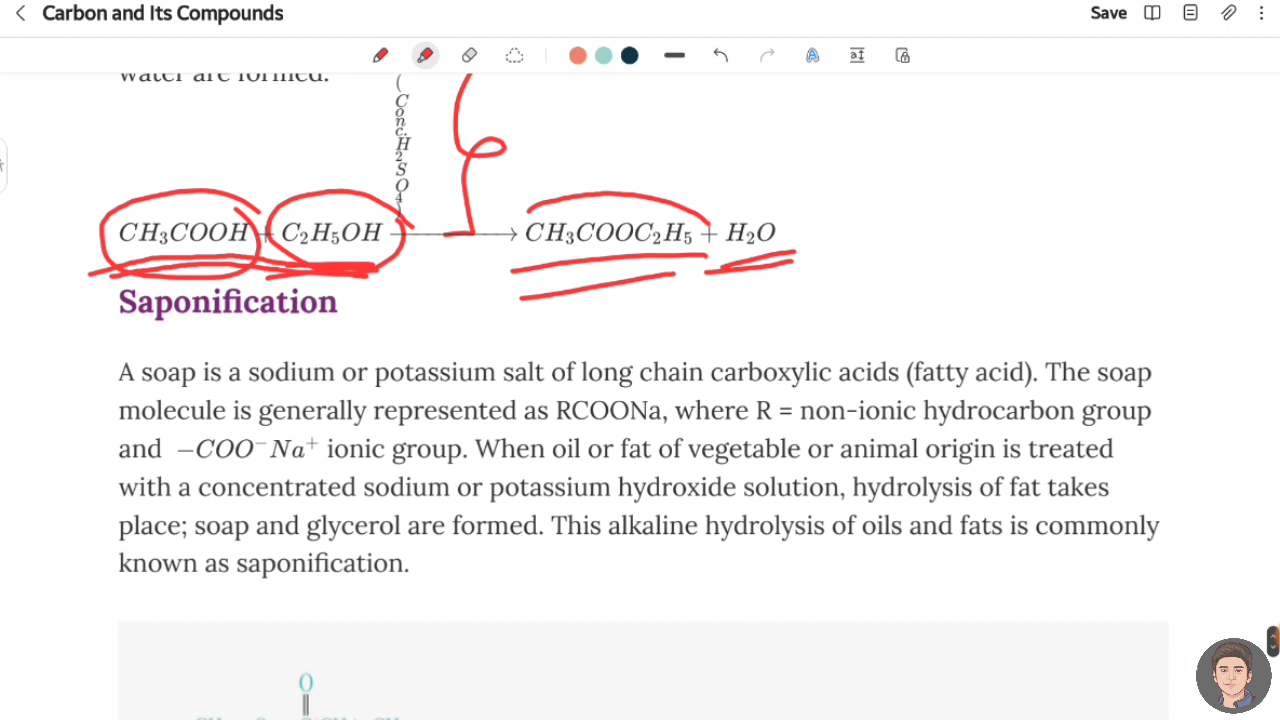 Carbon and Its Compounds
Save
water are formed.
(Conc.H2SO4)
CH₃COOH + C₂H₅OH ⟶ CH₃COOC₂H₅ + H₂O
Saponification
A soap is a sodium or potassium salt of long chain carboxylic acids (fatty acid). The soap
molecule is generally represented as RCOONa, where R = non-ionic hydrocarbon group
and −COO⁻Na⁺ ionic group. When oil or fat of vegetable or animal origin is treated
with a concentrated sodium or potassium hydroxide solution, hydrolysis of fat takes
place; soap and glycerol are formed. This alkaline hydrolysis of oils and fats is commonly
known as saponification.
O